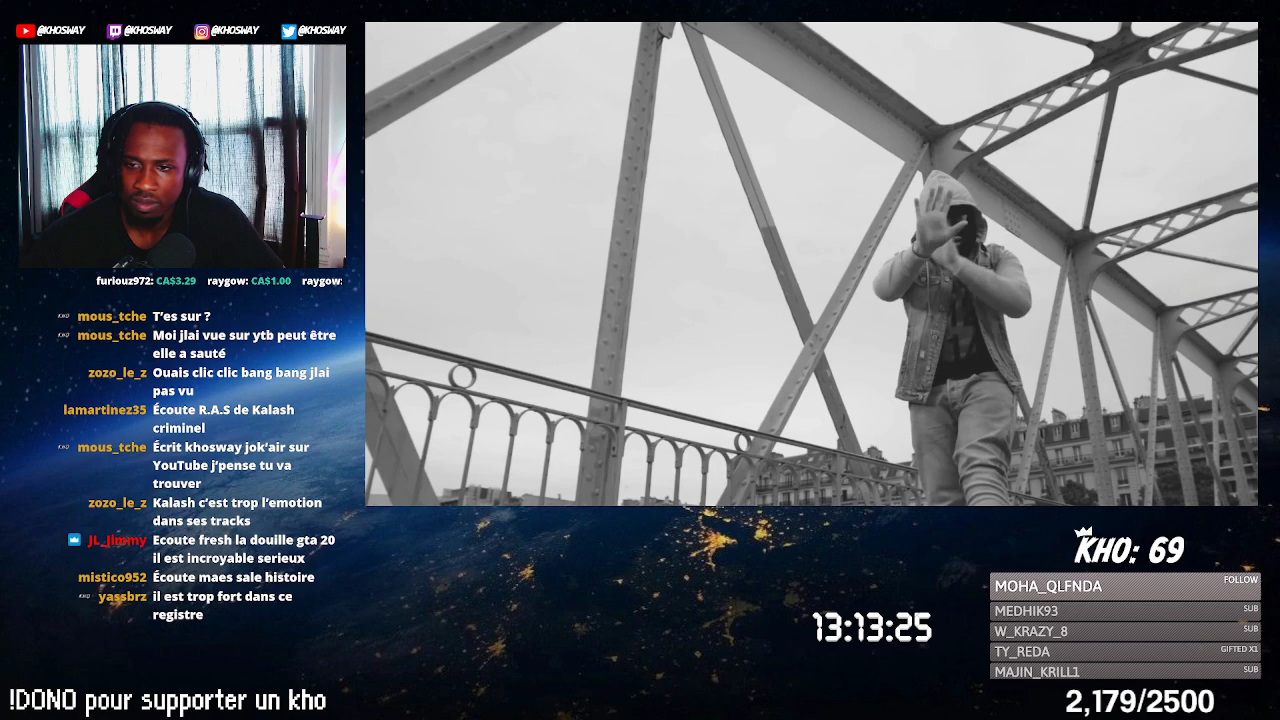 @KHOSWAY @KHOSWAY @KHOSWAY @KHOSWAY
furiouz972: CA$3.29 raygow: CA$1.00 raygow:
mous_tche T'es sur ?
mous_tche Moi jlai vue sur ytb peut être
elle a sauté
zozo_le_z Ouais clic clic bang bang jlai
pas vu
lamartinez35 Écoute R.A.S de Kalash
criminel
mous_tche Écrit khosway jok'air sur
YouTube j'pense tu va
trouver
zozo_le_z Kalash c'est trop l'emotion
dans ses tracks
JL_Jimmy Ecoute fresh la douille gta 20
il est incroyable serieux
mistico952 Écoute maes sale histoire
yassbrz il est trop fort dans ce
registre
!DONO pour supporter un kho
13:13:25
KHO: 69
MOHA_QLFNDA FOLLOW
MEDHIK93 SUB
W_KRAZY_8 SUB
TY_REDA GIFTED X1
MAJIN_KRILL1 SUB
2,179/2500